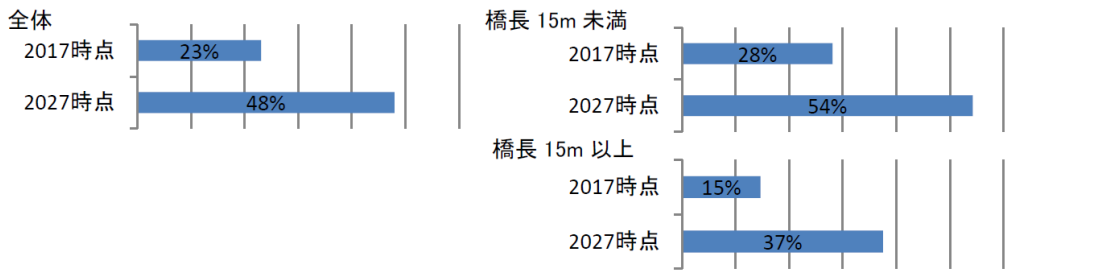 全体
2017時点 23%
2027時点 48%
橋長 15m 未満
2017時点 28%
2027時点 54%
橋長 15m 以上
2017時点 15%
2027時点 37%